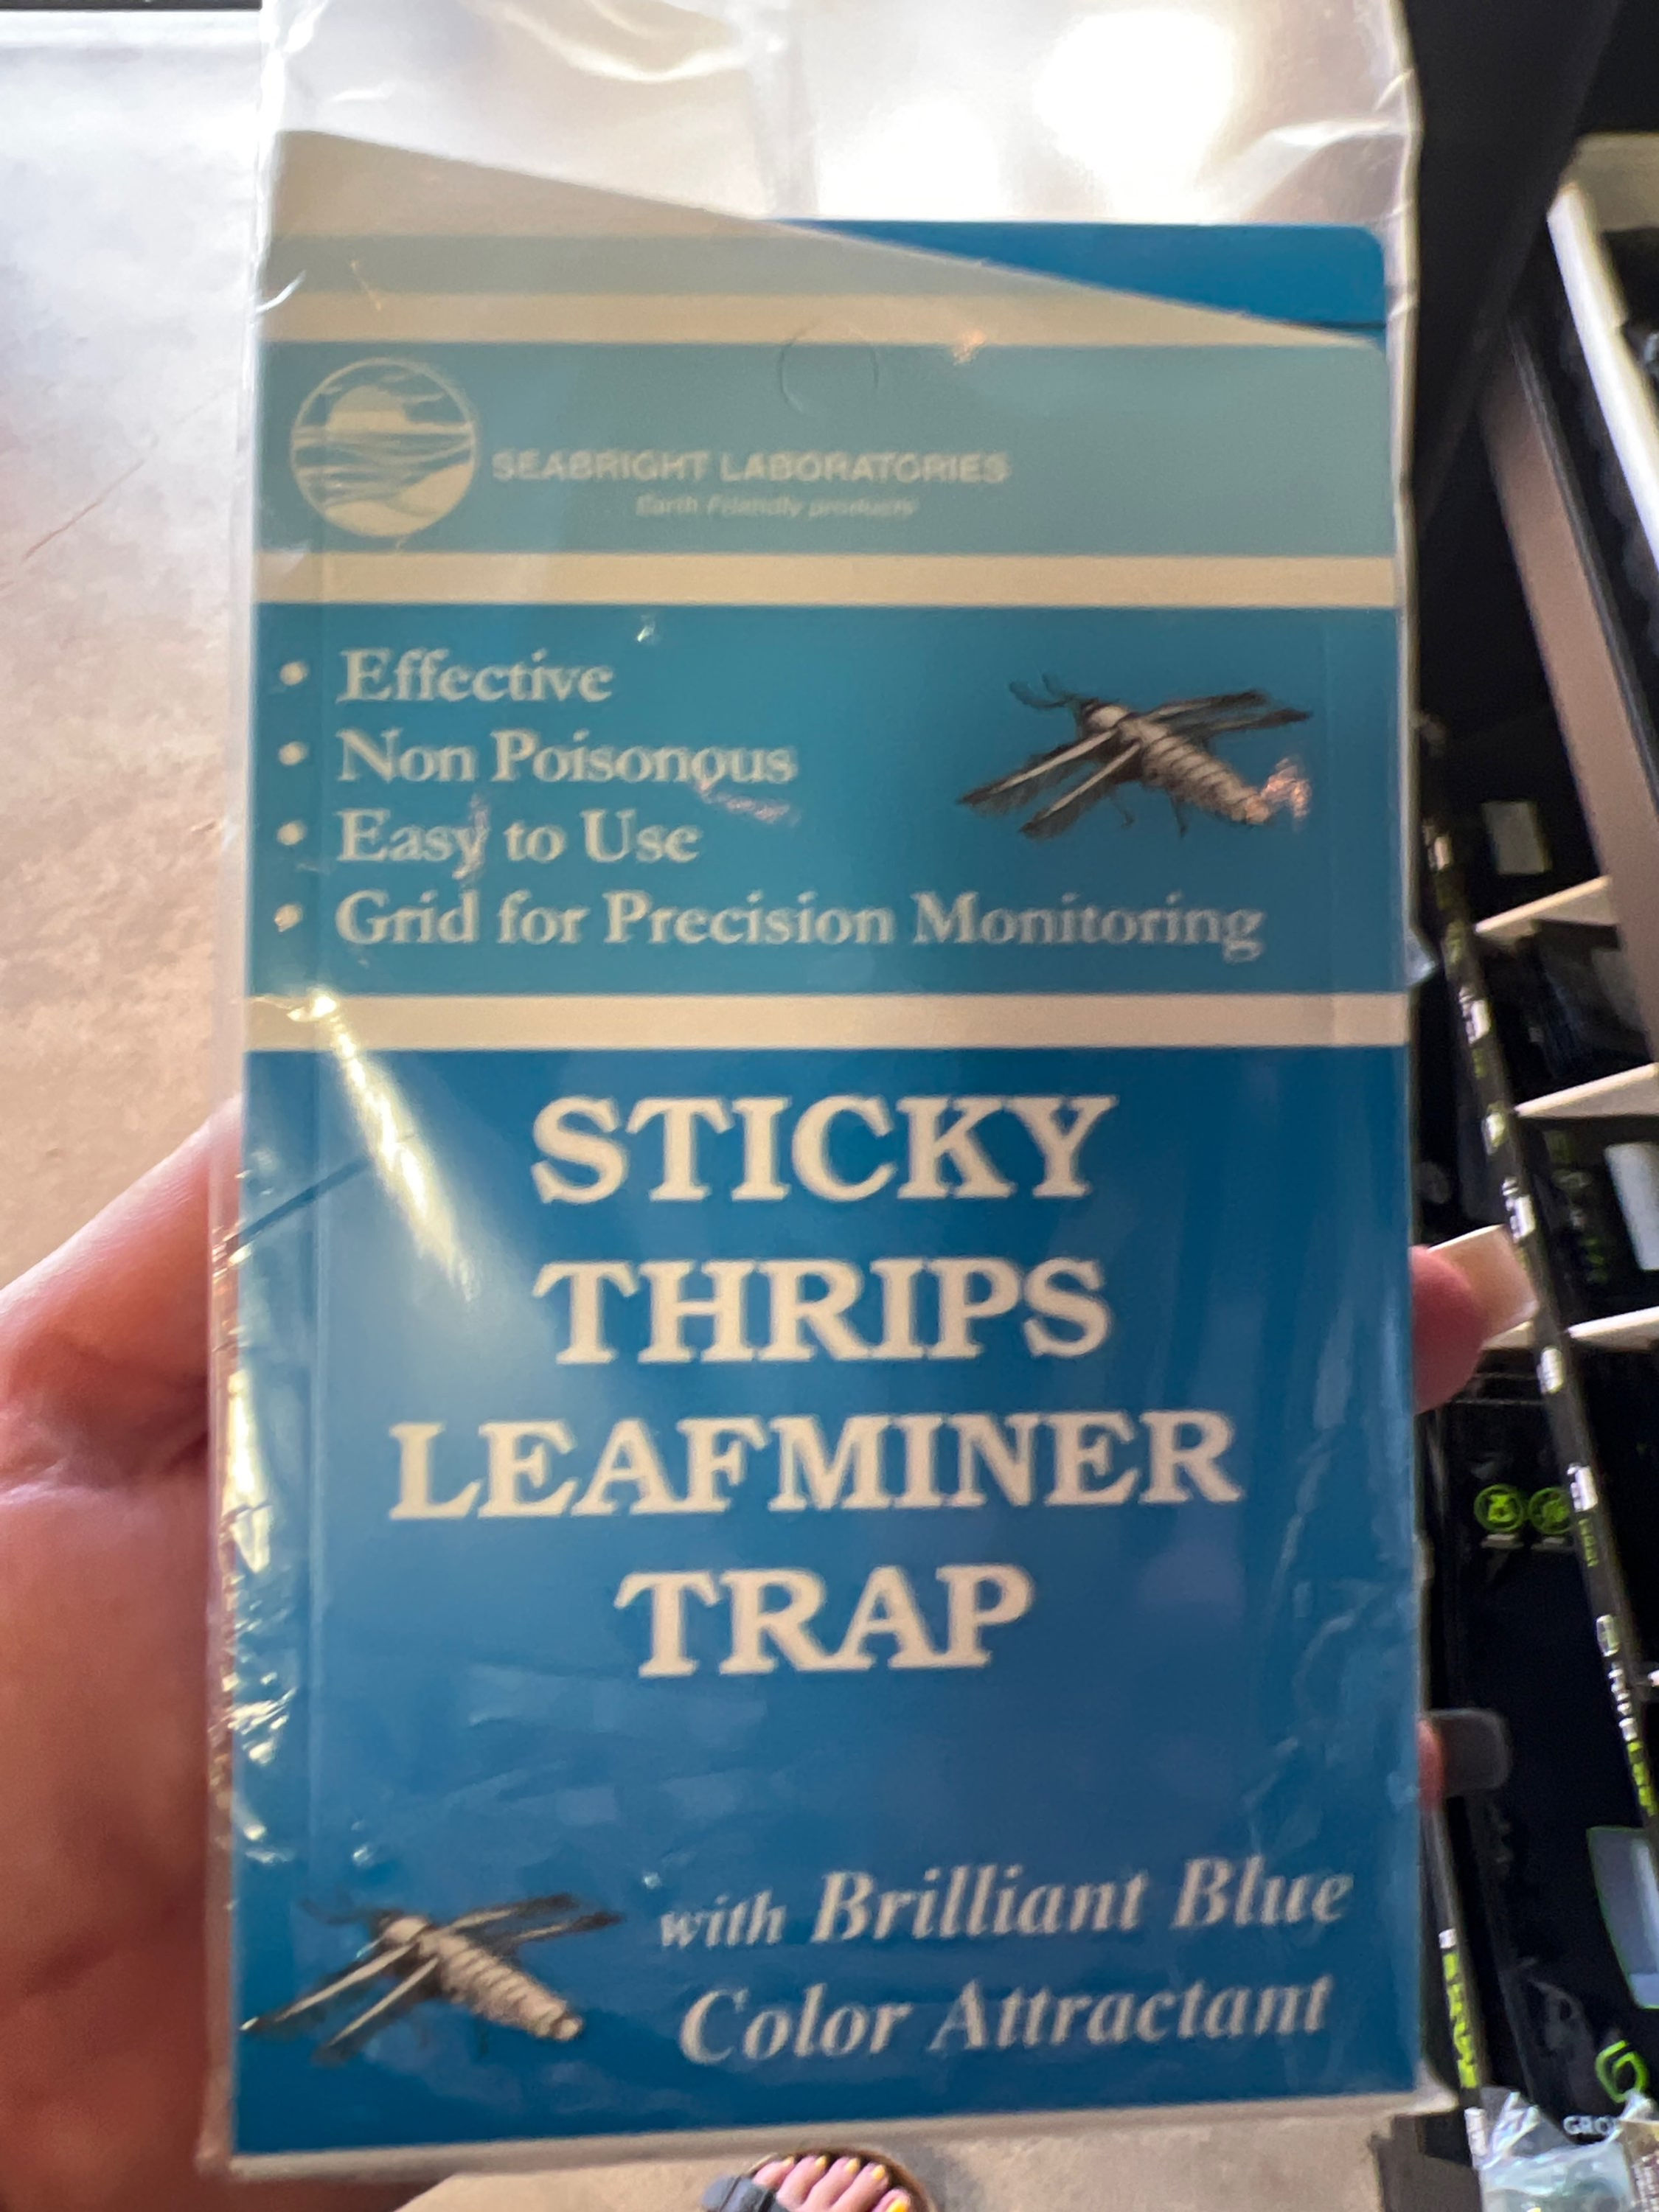 SEABRIGHT LABORATORIES
Earth Friendly products
• Effective
• Non Poisonous
• Easy to Use
• Grid for Precision Monitoring
STICKY
THRIPS
LEAFMINER
TRAP
with Brilliant Blue
Color Attractant
GRO